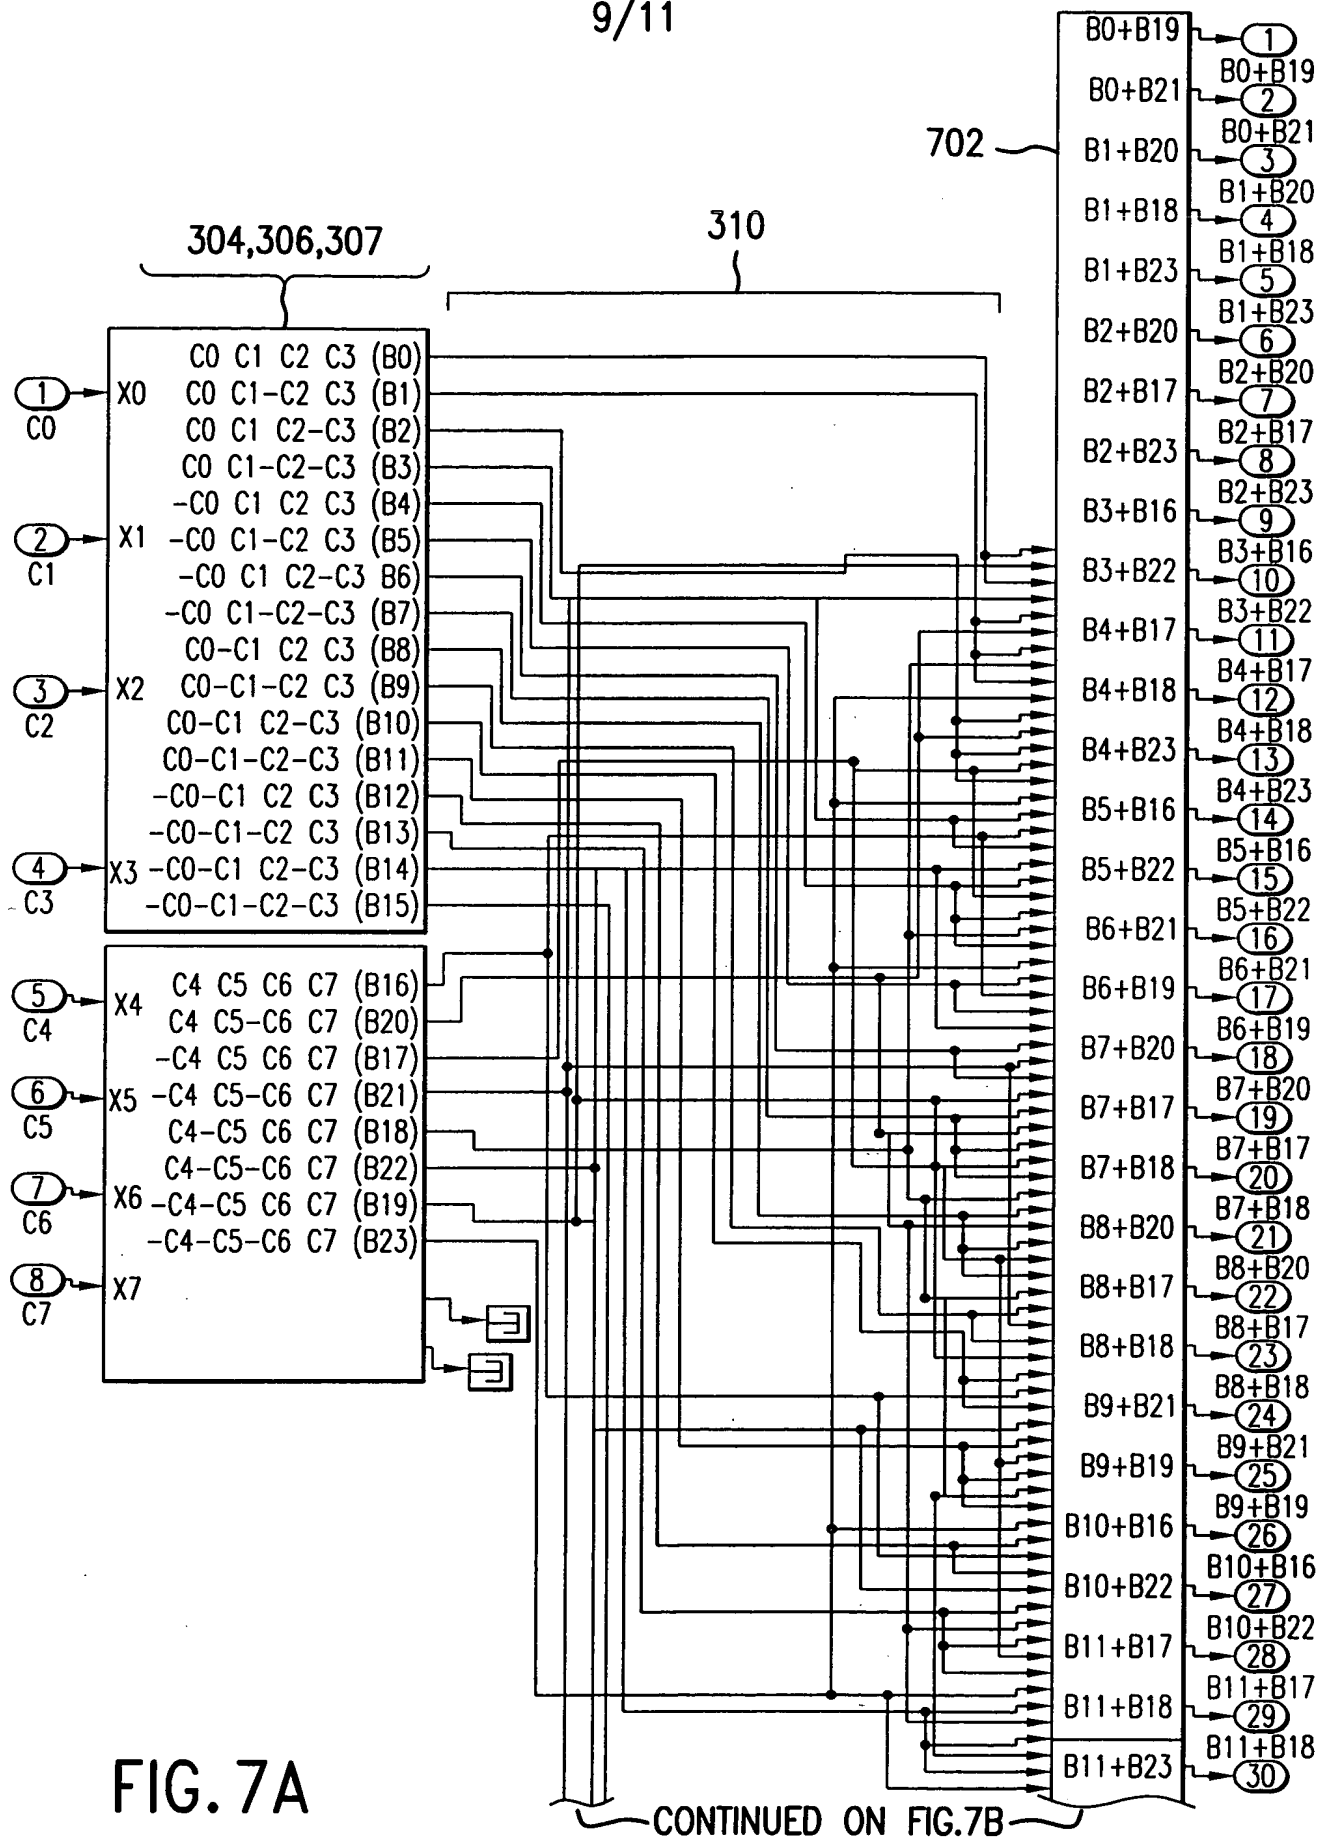 9/11
702
304,306,307
310
1
C0
2
C1
3
C2
4
C3
X0
X1
X2
X3
C0 C1 C2 C3 (B0)
C0 C1-C2 C3 (B1)
C0 C1 C2-C3 (B2)
C0 C1-C2-C3 (B3)
-C0 C1 C2 C3 (B4)
-C0 C1-C2 C3 (B5)
-C0 C1 C2-C3 B6)
-C0 C1-C2-C3 (B7)
C0-C1 C2 C3 (B8)
C0-C1-C2 C3 (B9)
C0-C1 C2-C3 (B10)
C0-C1-C2-C3 (B11)
-C0-C1 C2 C3 (B12)
-C0-C1-C2 C3 (B13)
-C0-C1 C2-C3 (B14)
-C0-C1-C2-C3 (B15)
5
C4
6
C5
7
C6
8
C7
X4
X5
X6
X7
C4 C5 C6 C7 (B16)
C4 C5-C6 C7 (B20)
-C4 C5 C6 C7 (B17)
-C4 C5-C6 C7 (B21)
C4-C5 C6 C7 (B18)
C4-C5-C6 C7 (B22)
-C4-C5 C6 C7 (B19)
-C4-C5-C6 C7 (B23)
B0+B19
B0+B21
B1+B20
B1+B18
B1+B23
B2+B20
B2+B17
B2+B23
B3+B16
B3+B22
B4+B17
B4+B18
B4+B23
B5+B16
B5+B22
B6+B21
B6+B19
B7+B20
B7+B17
B7+B18
B8+B20
B8+B17
B8+B18
B9+B21
B9+B19
B10+B16
B10+B22
B11+B17
B11+B18
B11+B23
1
B0+B19
2
B0+B21
3
B1+B20
4
B1+B18
5
B1+B23
6
B2+B20
7
B2+B17
8
B2+B23
9
B3+B16
10
B3+B22
11
B4+B17
12
B4+B18
13
B4+B23
14
B5+B16
15
B5+B22
16
B6+B21
17
B6+B19
18
B7+B20
19
B7+B17
20
B7+B18
21
B8+B20
22
B8+B17
23
B8+B18
24
B9+B21
25
B9+B19
26
B10+B16
27
B10+B22
28
B11+B17
29
B11+B18
30
FIG. 7A
CONTINUED ON FIG.7B